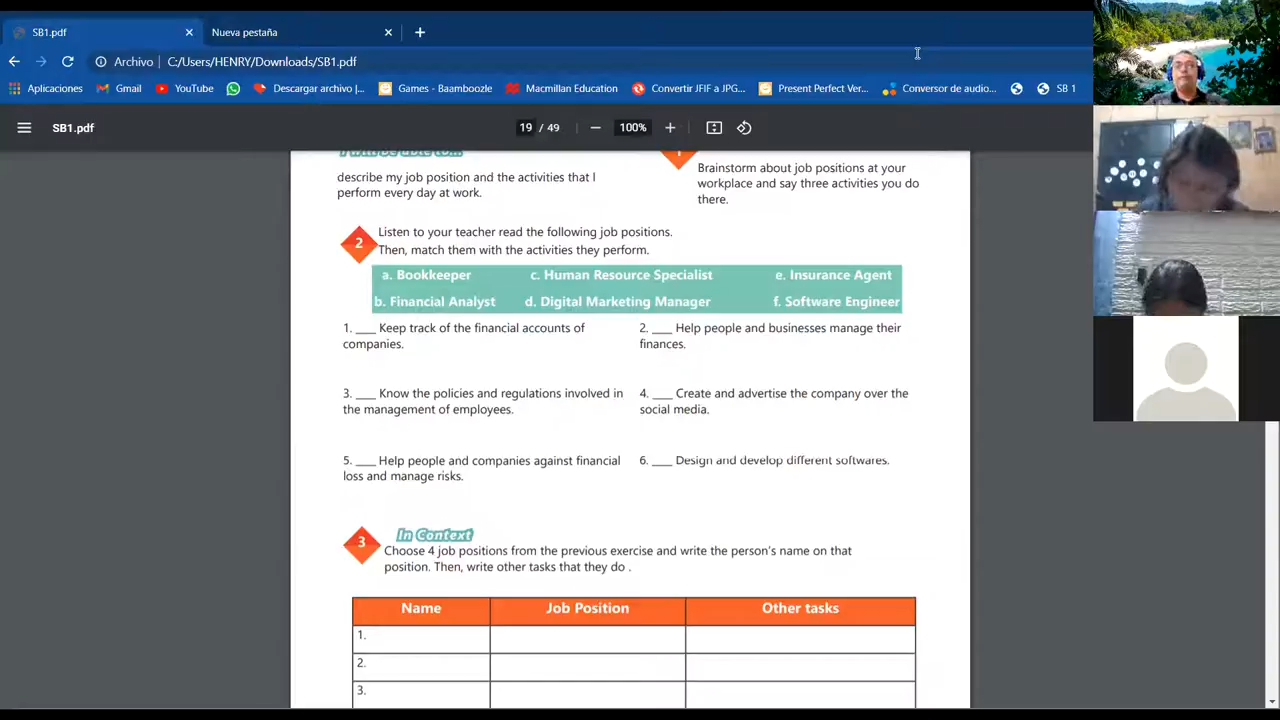 SB1.pdf
Nueva pestaña
Archivo
C:/Users/HENRY/Downloads/SB1.pdf
Aplicaciones
Gmail
YouTube
Descargar archivo |...
Games - Baamboozle
Macmillan Education
Convertir JFIF a JPG...
Present Perfect Ver...
Conversor de audio...
SB 1
SB1.pdf
19 / 49
100%
I will be able to...
describe my job position and the activities that I
perform every day at work.
1
Brainstorm about job positions at your
workplace and say three activities you do
there.
2
Listen to your teacher read the following job positions.
Then, match them with the activities they perform.
a. Bookkeeper
c. Human Resource Specialist
e. Insurance Agent
b. Financial Analyst
d. Digital Marketing Manager
f. Software Engineer
1. ___ Keep track of the financial accounts of
companies.
2. ___ Help people and businesses manage their
finances.
3. ___ Know the policies and regulations involved in
the management of employees.
4. ___ Create and advertise the company over the
social media.
5. ___ Help people and companies against financial
loss and manage risks.
6. ___ Design and develop different softwares.
3
In Context
Choose 4 job positions from the previous exercise and write the person's name on that
position. Then, write other tasks that they do .
Name
Job Position
Other tasks
1.
2.
3.